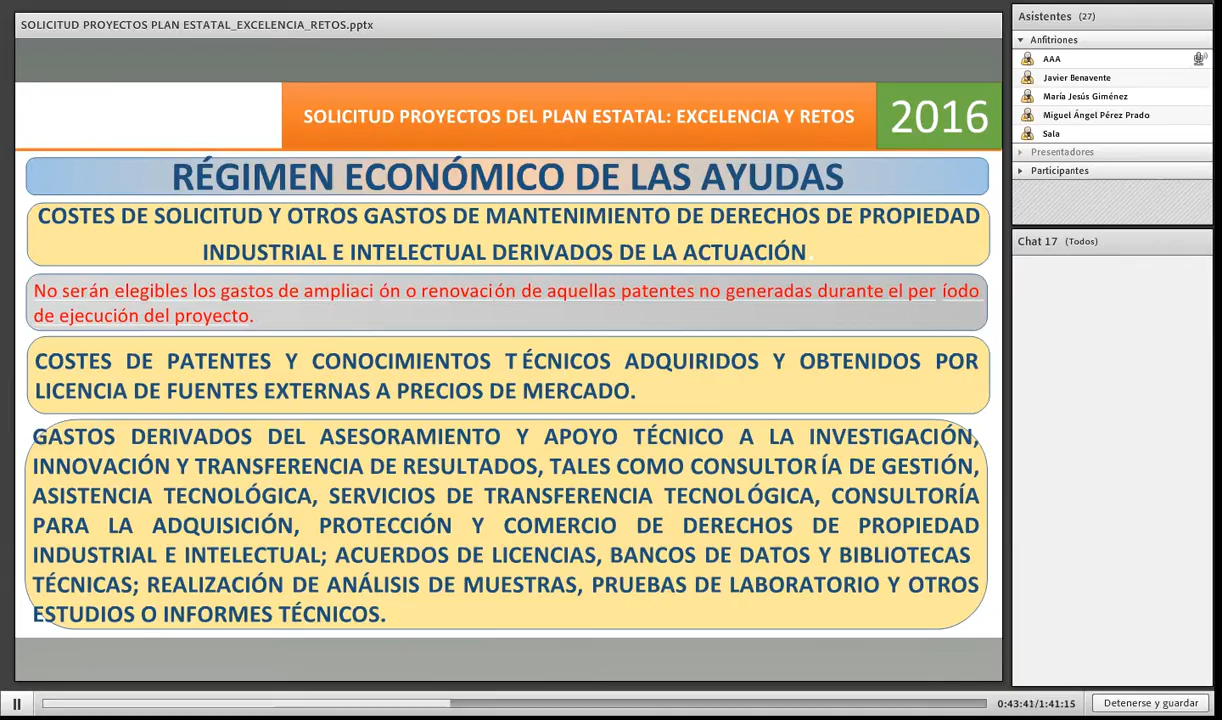 SOLICITUD PROYECTOS PLAN ESTATAL_EXCELENCIA_RETOS.pptx
SOLICITUD PROYECTOS DEL PLAN ESTATAL: EXCELENCIA Y RETOS
2016
RÉGIMEN ECONÓMICO DE LAS AYUDAS
COSTES DE SOLICITUD Y OTROS GASTOS DE MANTENIMIENTO DE DERECHOS DE PROPIEDAD
INDUSTRIAL E INTELECTUAL DERIVADOS DE LA ACTUACIÓN.
No serán elegibles los gastos de ampliaci ón o renovación de aquellas patentes no generadas durante el per íodo
de ejecución del proyecto.
COSTES DE PATENTES Y CONOCIMIENTOS T ÉCNICOS ADQUIRIDOS Y OBTENIDOS POR
LICENCIA DE FUENTES EXTERNAS A PRECIOS DE MERCADO.
GASTOS DERIVADOS DEL ASESORAMIENTO Y APOYO TÉCNICO A LA INVESTIGACIÓN,
INNOVACIÓN Y TRANSFERENCIA DE RESULTADOS, TALES COMO CONSULTOR ÍA DE GESTIÓN,
ASISTENCIA TECNOLÓGICA, SERVICIOS DE TRANSFERENCIA TECNOLÓGICA, CONSULTORÍA
PARA LA ADQUISICIÓN, PROTECCIÓN Y COMERCIO DE DERECHOS DE PROPIEDAD
INDUSTRIAL E INTELECTUAL; ACUERDOS DE LICENCIAS, BANCOS DE DATOS Y BIBLIOTECAS
TÉCNICAS; REALIZACIÓN DE ANÁLISIS DE MUESTRAS, PRUEBAS DE LABORATORIO Y OTROS
ESTUDIOS O INFORMES TÉCNICOS.
Asistentes (27)
Anfitriones
AAA
Javier Benavente
María Jesús Giménez
Miguel Ángel Pérez Prado
Sala
Presentadores
Participantes
Chat 17 (Todos)
0:43:41/1:41:15
Detenerse y guardar